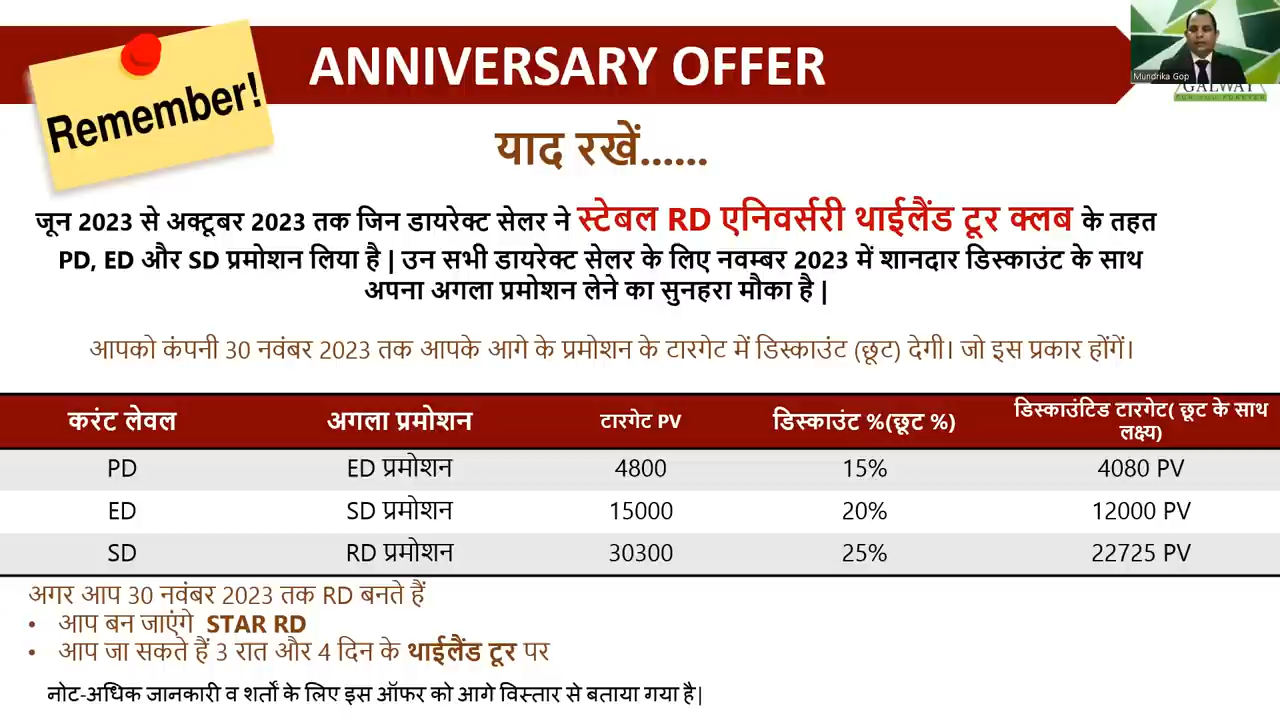 Remember!
ANNIVERSARY OFFER
Mundrika Gop
GALWAY
याद रखें......
जून 2023 से अक्टूबर 2023 तक जिन डायरेक्ट सेलर ने स्टेबल RD एनिवर्सरी थाईलैंड टूर क्लब के तहत
PD, ED और SD प्रमोशन लिया है | उन सभी डायरेक्ट सेलर के लिए नवम्बर 2023 में शानदार डिस्काउंट के साथ
अपना अगला प्रमोशन लेने का सुनहरा मौका है |
आपको कंपनी 30 नवंबर 2023 तक आपके आगे के प्रमोशन के टारगेट में डिस्काउंट (छूट) देगी। जो इस प्रकार होंगें।
करंट लेवल अगला प्रमोशन टारगेट PV डिस्काउंट %(छूट %) डिस्काउंटिड टारगेट( छूट के साथ
लक्ष्य)
PD ED प्रमोशन 4800 15% 4080 PV
ED SD प्रमोशन 15000 20% 12000 PV
SD RD प्रमोशन 30300 25% 22725 PV
अगर आप 30 नवंबर 2023 तक RD बनते हैं
• आप बन जाएंगे STAR RD
• आप जा सकते हैं 3 रात और 4 दिन के थाईलैंड टूर पर
नोट-अधिक जानकारी व शर्तों के लिए इस ऑफर को आगे विस्तार से बताया गया है|